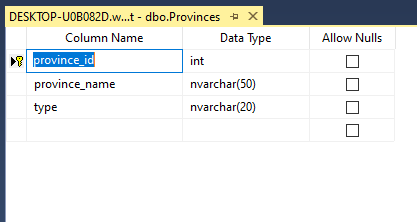 DESKTOP-U0B082D.w...t - dbo.Provinces
Column Name Data Type Allow Nulls
province_id int
province_name nvarchar(50)
type nvarchar(20)